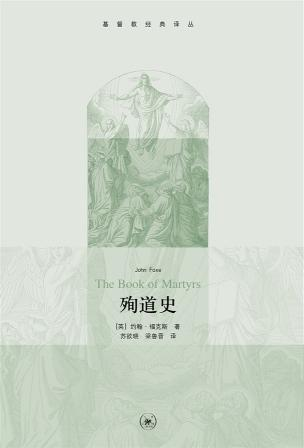 基督教经典译丛
John Foxe
The Book of Martyrs
殉道史
[英] 约翰·福克斯 著
苏欲晓 梁鲁晋 译